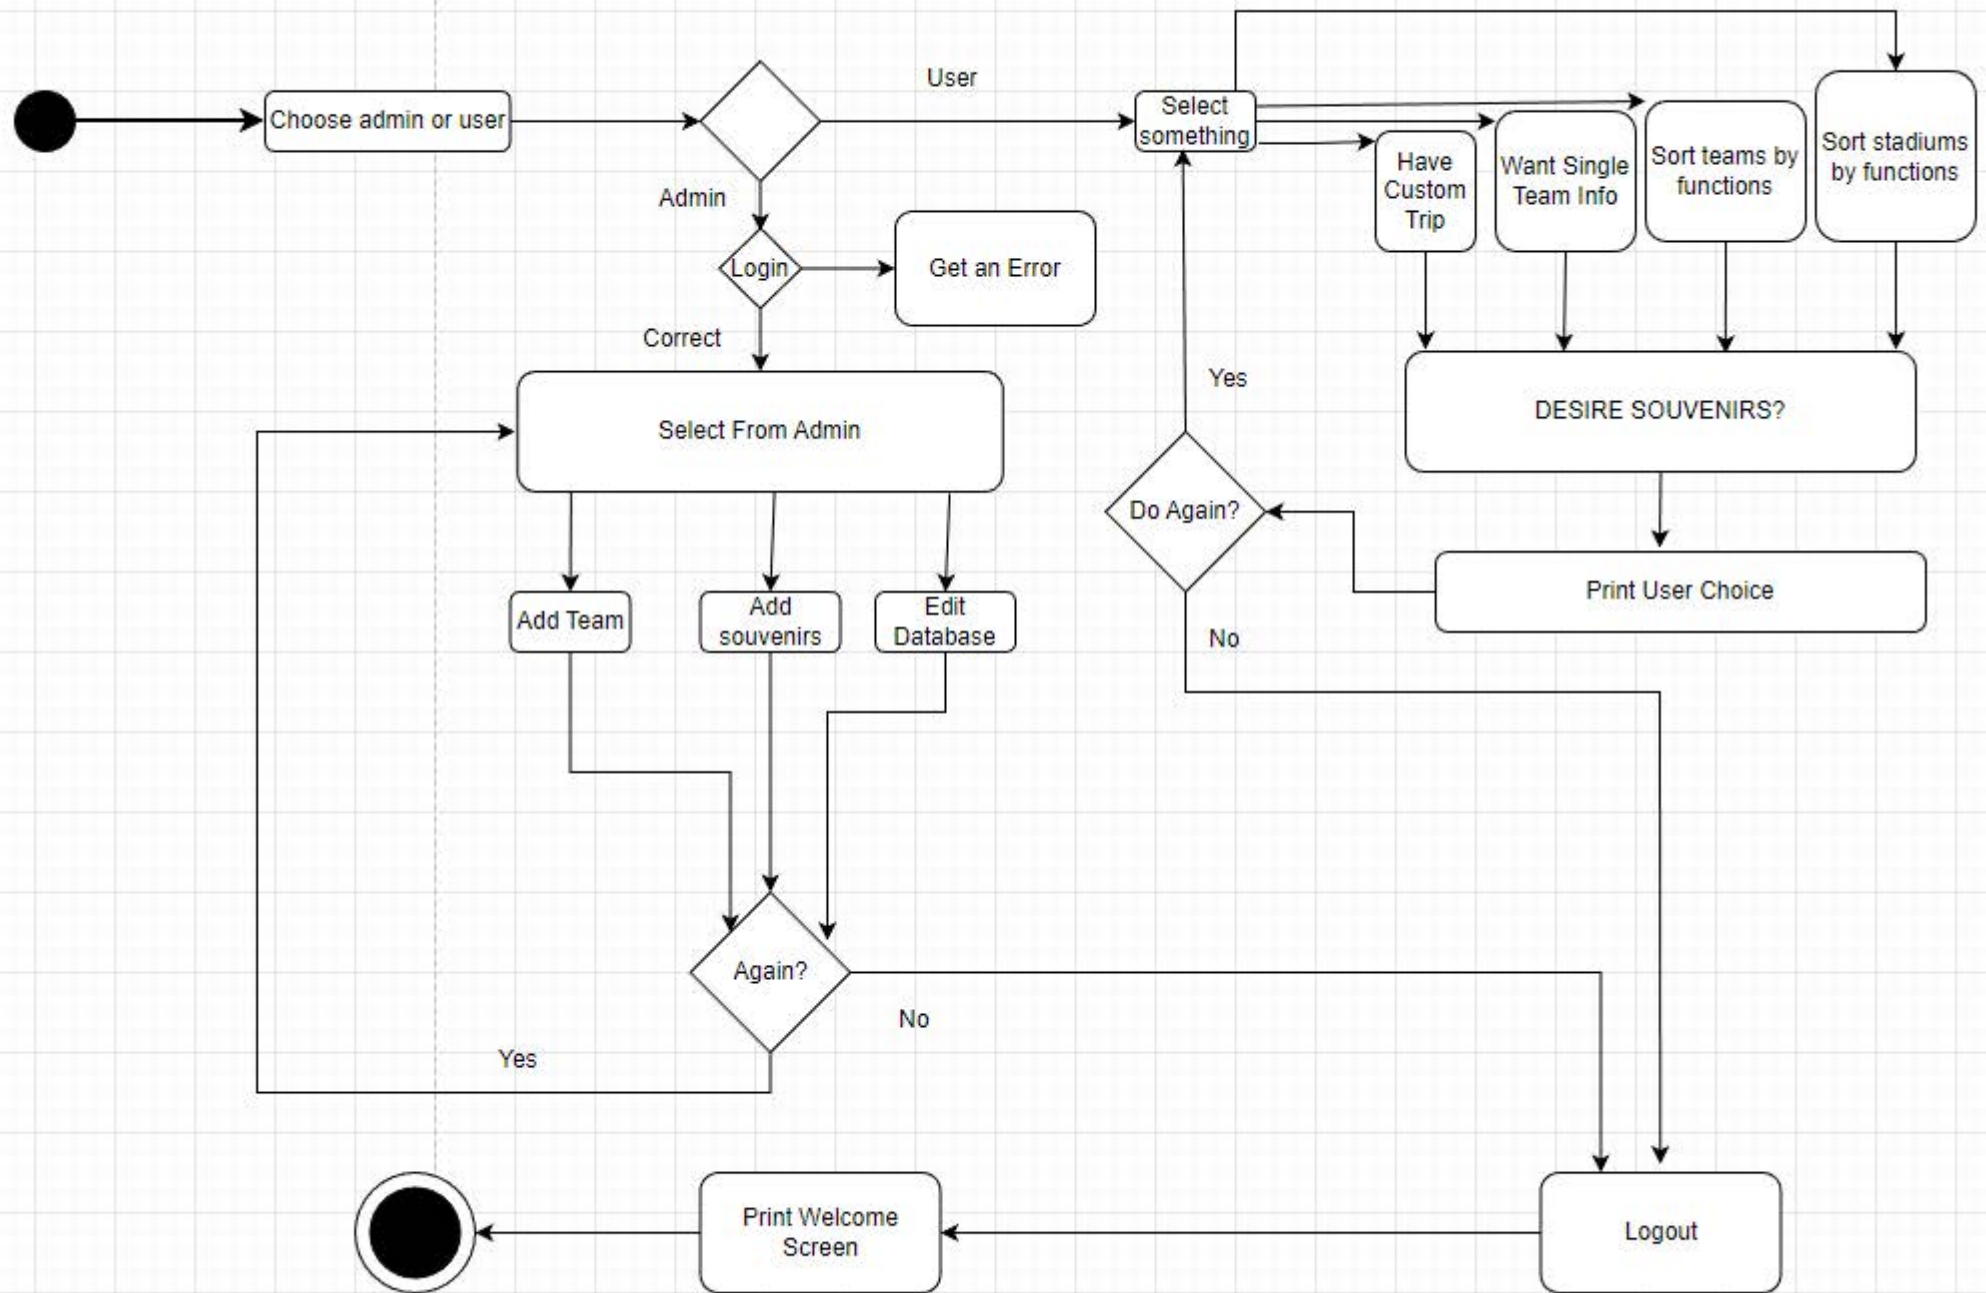 User
Choose admin or user
Select
something
Have
Custom
Trip
Want Single
Team Info
Sort teams by
functions
Sort stadiums
by functions
Admin
Login
Get an Error
Correct
Select From Admin
Yes
DESIRE SOUVENIRS?
Do Again?
Print User Choice
No
Add Team
Add
souvenirs
Edit
Database
Again?
No
Yes
Print Welcome
Screen
Logout